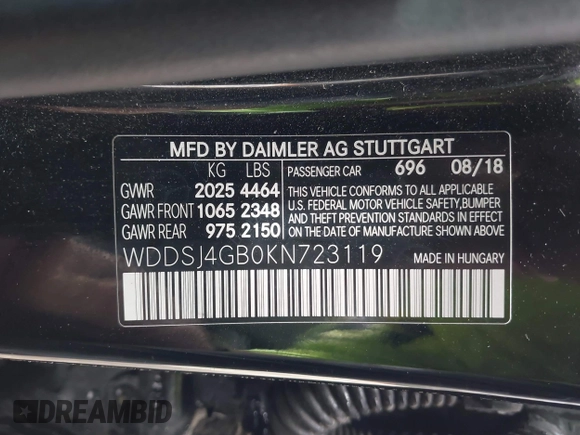 MFD BY DAIMLER AG STUTTGART
KG LBS PASSENGER CAR 696 08/18
GVWR 2025 4464 THIS VEHICLE CONFORMS TO ALL APPLICABLE
U.S. FEDERAL MOTOR VEHICLE SAFETY,BUMPER
GAWR FRONT 1065 2348 AND THEFT PREVENTION STANDARDS IN EFFECT
GAWR REAR 975 2150 ON THE DATE OF MANUFACTURE SHOWN ABOVE
WDDSJ4GB0KN723119 MADE IN HUNGARY
DREAMBID